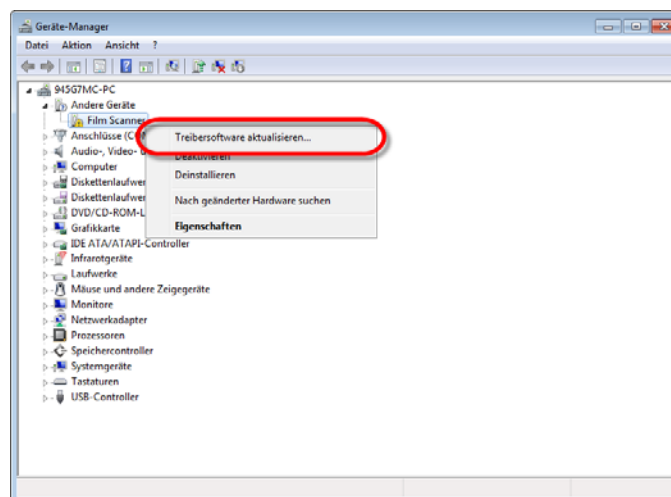 Geräte-Manager
Datei Aktion Ansicht ?
945G7MC-PC
Andere Geräte
Film Scanner
Treibersoftware aktualisieren...
Anschlüsse (COM
Deaktivieren
Audio-, Video-
Computer
Deinstallieren
Diskettenlaufwer
Diskettenlaufwer
Nach geänderter Hardware suchen
DVD/CD-ROM-L
Grafikkarte
Eigenschaften
IDE ATA/ATAPI-Controller
Infrarotgeräte
Laufwerke
Mäuse und andere Zeigegeräte
Monitore
Netzwerkadapter
Prozessoren
Speichercontroller
Systemgeräte
Tastaturen
USB-Controller